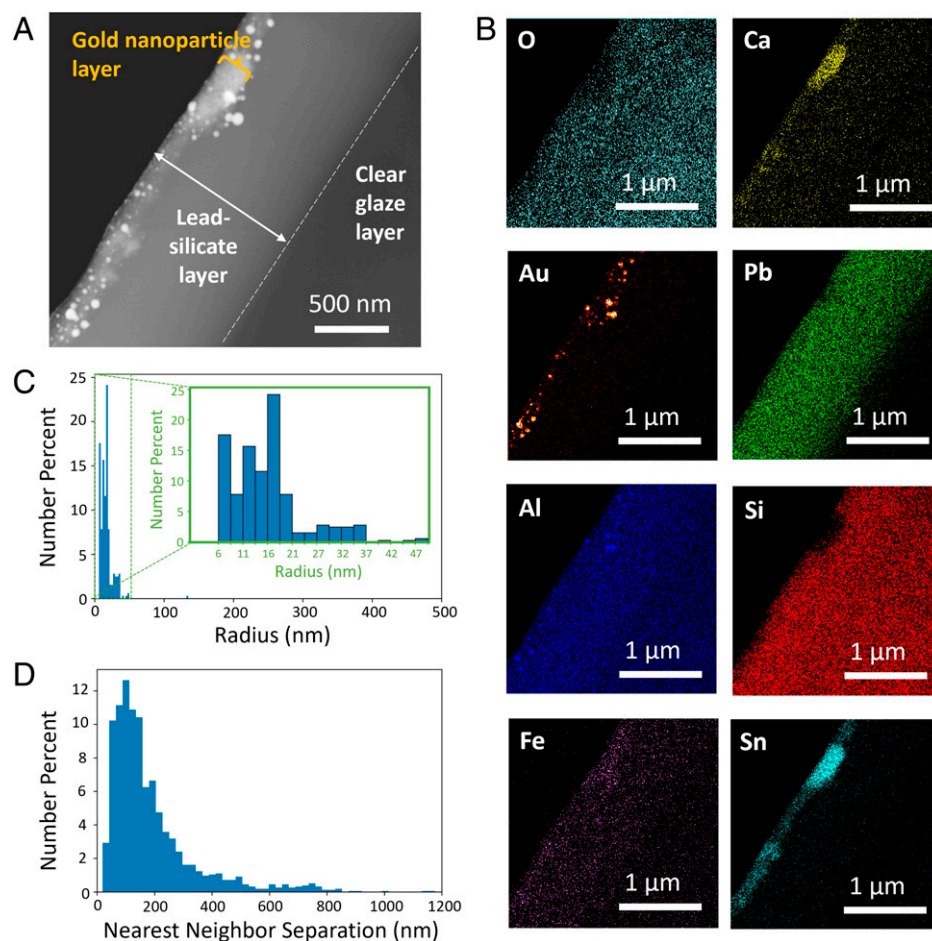 A
Gold nanoparticle
layer
Lead-
silicate
layer
Clear
glaze
layer
500 nm
B
O
1 μm
Ca
1 μm
Au
1 μm
Pb
1 μm
Al
1 μm
Si
1 μm
Fe
1 μm
Sn
1 μm
C
Number Percent
25
20
15
10
5
0
0 100 200 300 400 500
Radius (nm)
Number Percent
25
20
15
10
5
0
6 11 16 21 27 32 37 42 47
Radius (nm)
D
Number Percent
12
10
8
6
4
2
0
0 200 400 600 800 1000 1200
Nearest Neighbor Separation (nm)